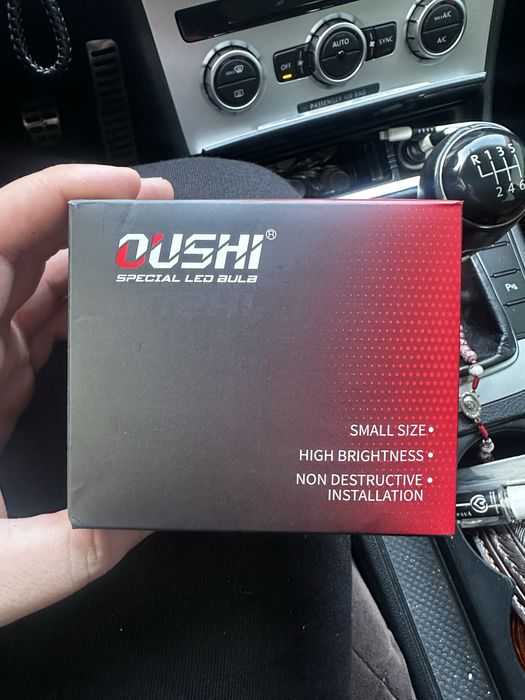 MAX A/C
OFF
AUTO
SYNC
A/C
PASSENGER AIR BAG
R 1 3 5
2 4 6
OUSHI®
SPECIAL LED BULB
SMALL SIZE •
HIGH BRIGHTNESS •
NON DESTRUCTIVE •
INSTALLATION